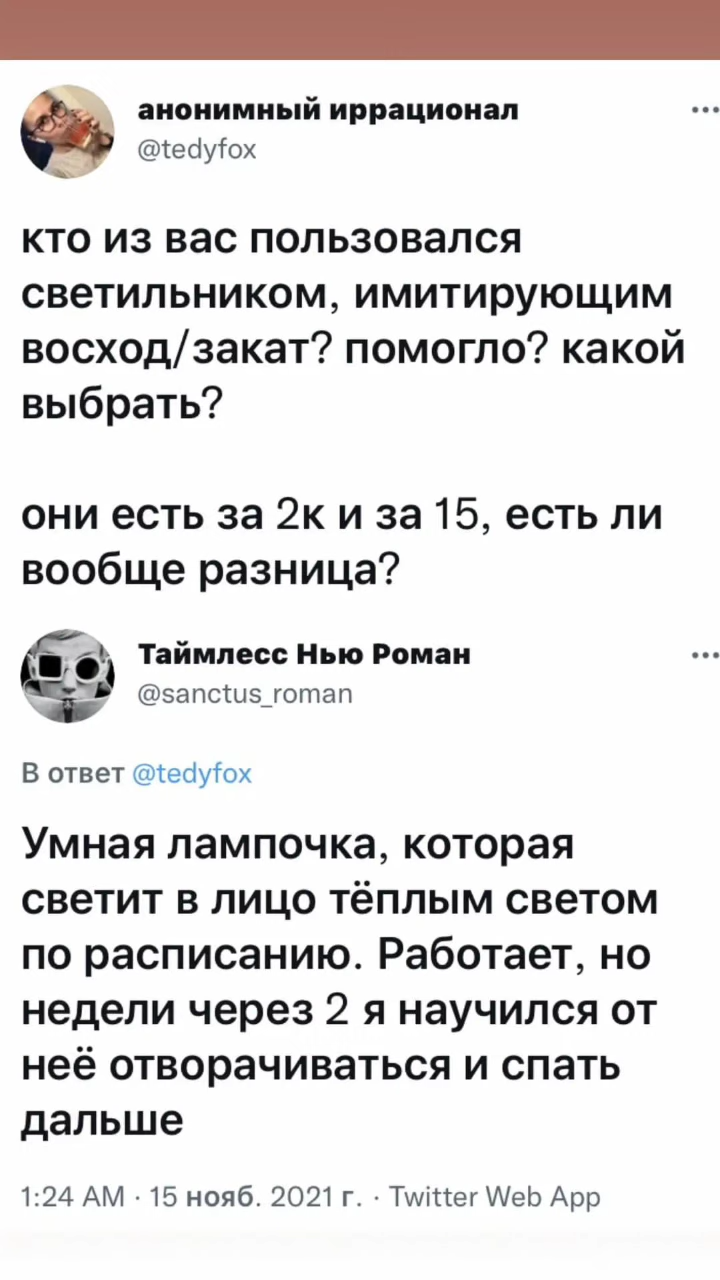 анонимный иррационал
@tedyfox
кто из вас пользовался
светильником, имитирующим
восход/закат? помогло? какой
выбрать?
они есть за 2к и за 15, есть ли
вообще разница?
Таймлесс Нью Роман
@sanctus_roman
В ответ @tedyfox
Умная лампочка, которая
светит в лицо тёплым светом
по расписанию. Работает, но
недели через 2 я научился от
неё отворачиваться и спать
дальше
1:24 AM · 15 нояб. 2021 г. · Twitter Web App